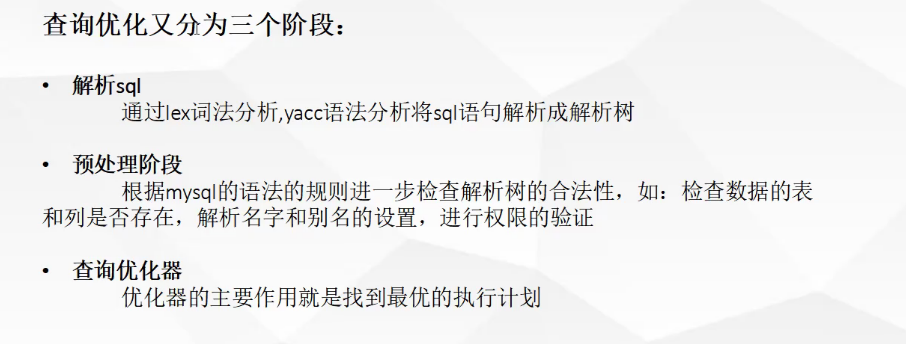 查询优化又分为三个阶段：
• 解析sql
通过lex词法分析,yacc语法分析将sql语句解析成解析树
• 预处理阶段
根据mysql的语法的规则进一步检查解析树的合法性，如：检查数据的表
和列是否存在，解析名字和别名的设置，进行权限的验证
• 查询优化器
优化器的主要作用就是找到最优的执行计划